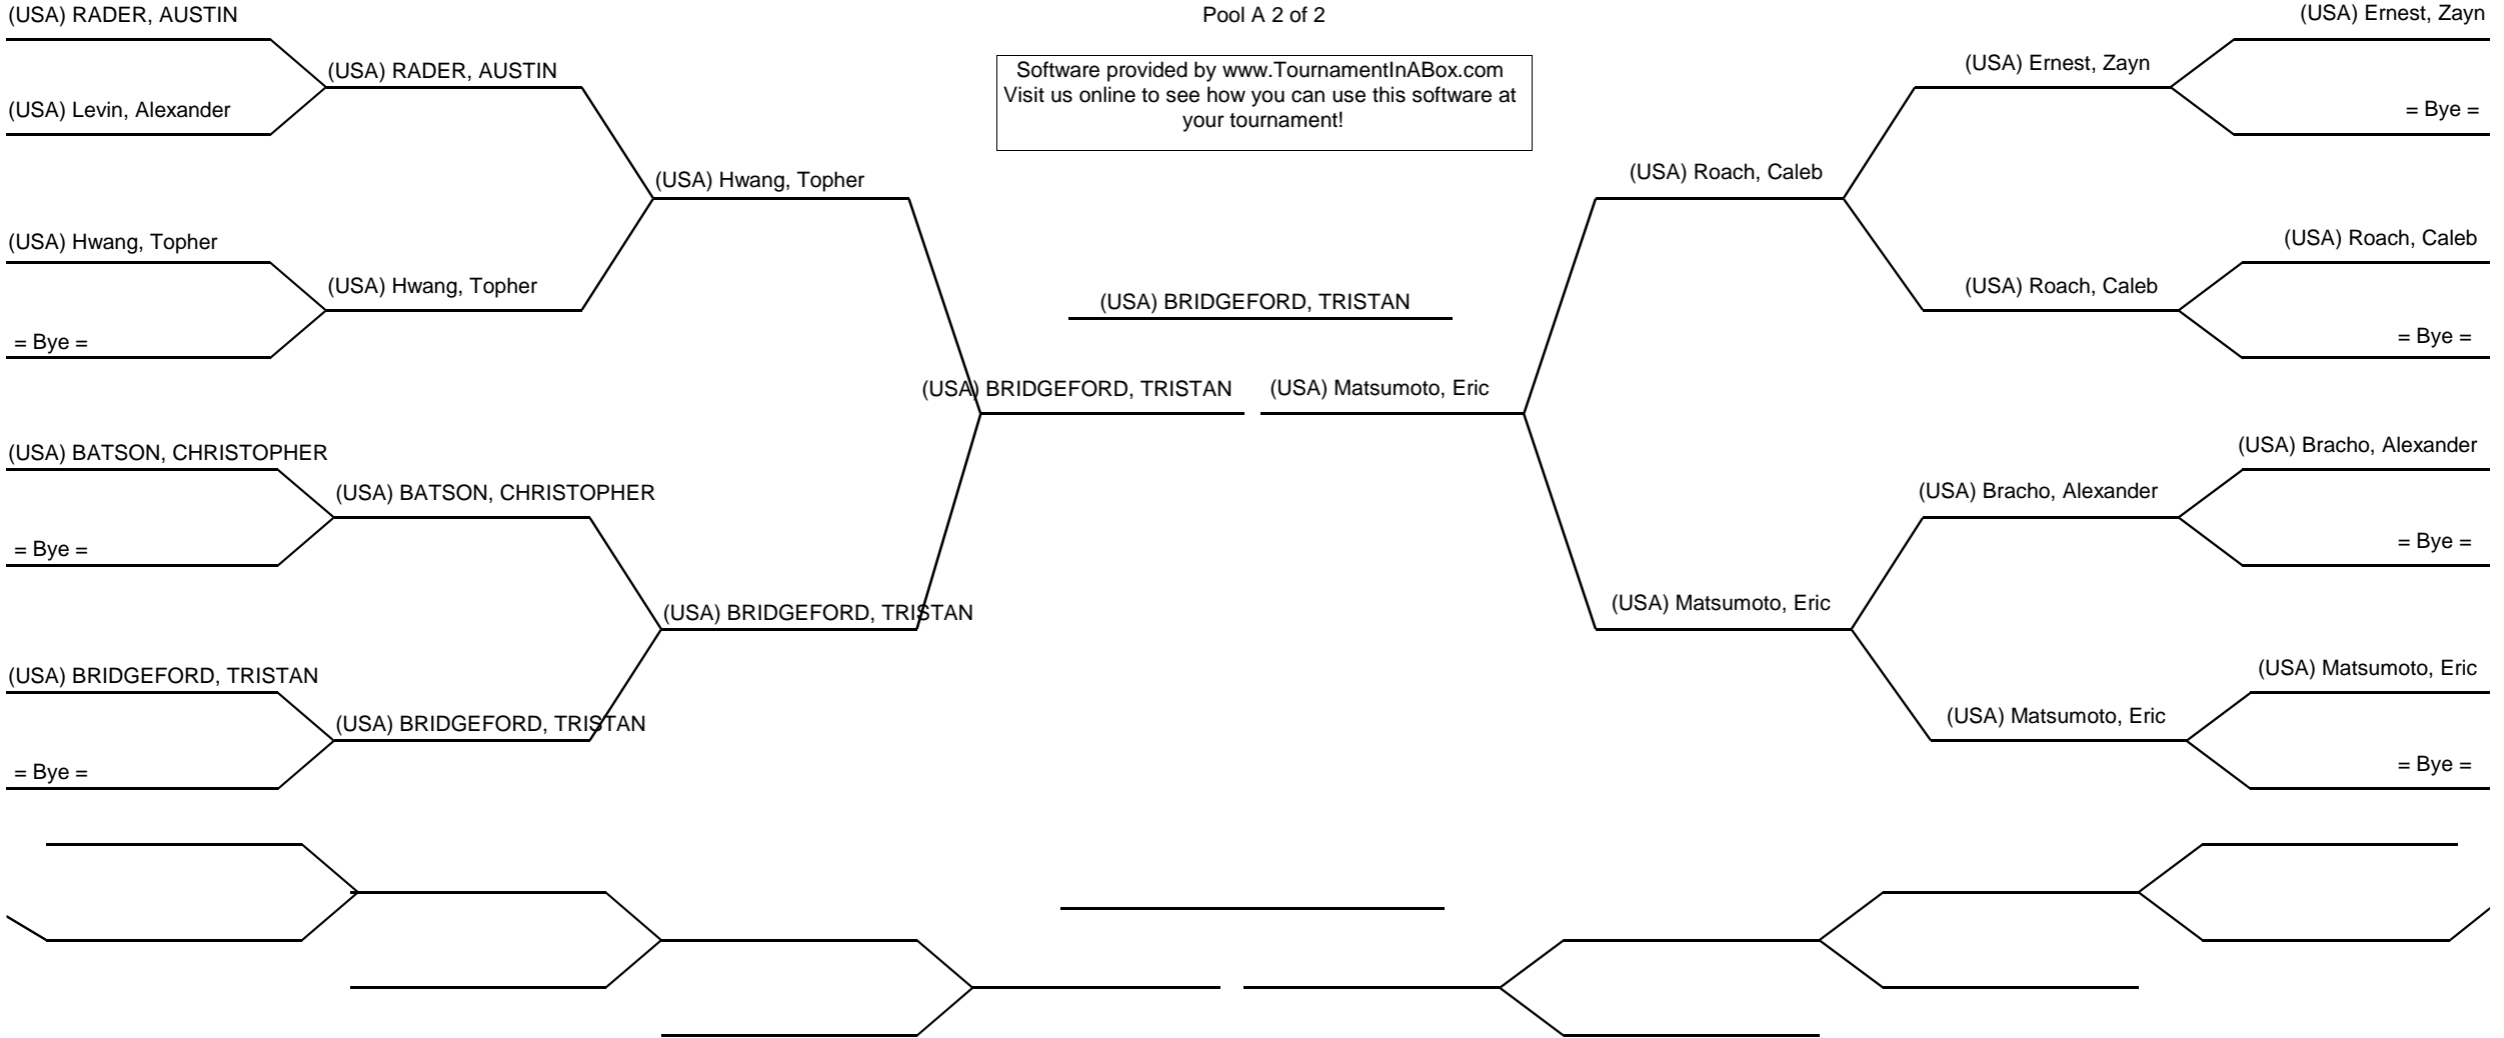 (USA) RADER, AUSTIN
(USA) Levin, Alexander
(USA) Hwang, Topher
= Bye =
(USA) BATSON, CHRISTOPHER
= Bye =
(USA) BRIDGEFORD, TRISTAN
= Bye =
(USA) RADER, AUSTIN
(USA) Hwang, Topher
(USA) BATSON, CHRISTOPHER
(USA) BRIDGEFORD, TRISTAN
(USA) Hwang, Topher
(USA) BRIDGEFORD, TRISTAN
(USA) BRIDGEFORD, TRISTAN
Pool A 2 of 2
Software provided by www.TournamentInABox.com
Visit us online to see how you can use this software at
your tournament!
(USA) BRIDGEFORD, TRISTAN
(USA) Matsumoto, Eric
(USA) Roach, Caleb
(USA) Matsumoto, Eric
(USA) Ernest, Zayn
(USA) Roach, Caleb
(USA) Bracho, Alexander
(USA) Matsumoto, Eric
(USA) Ernest, Zayn
= Bye =
(USA) Roach, Caleb
= Bye =
(USA) Bracho, Alexander
= Bye =
(USA) Matsumoto, Eric
= Bye =